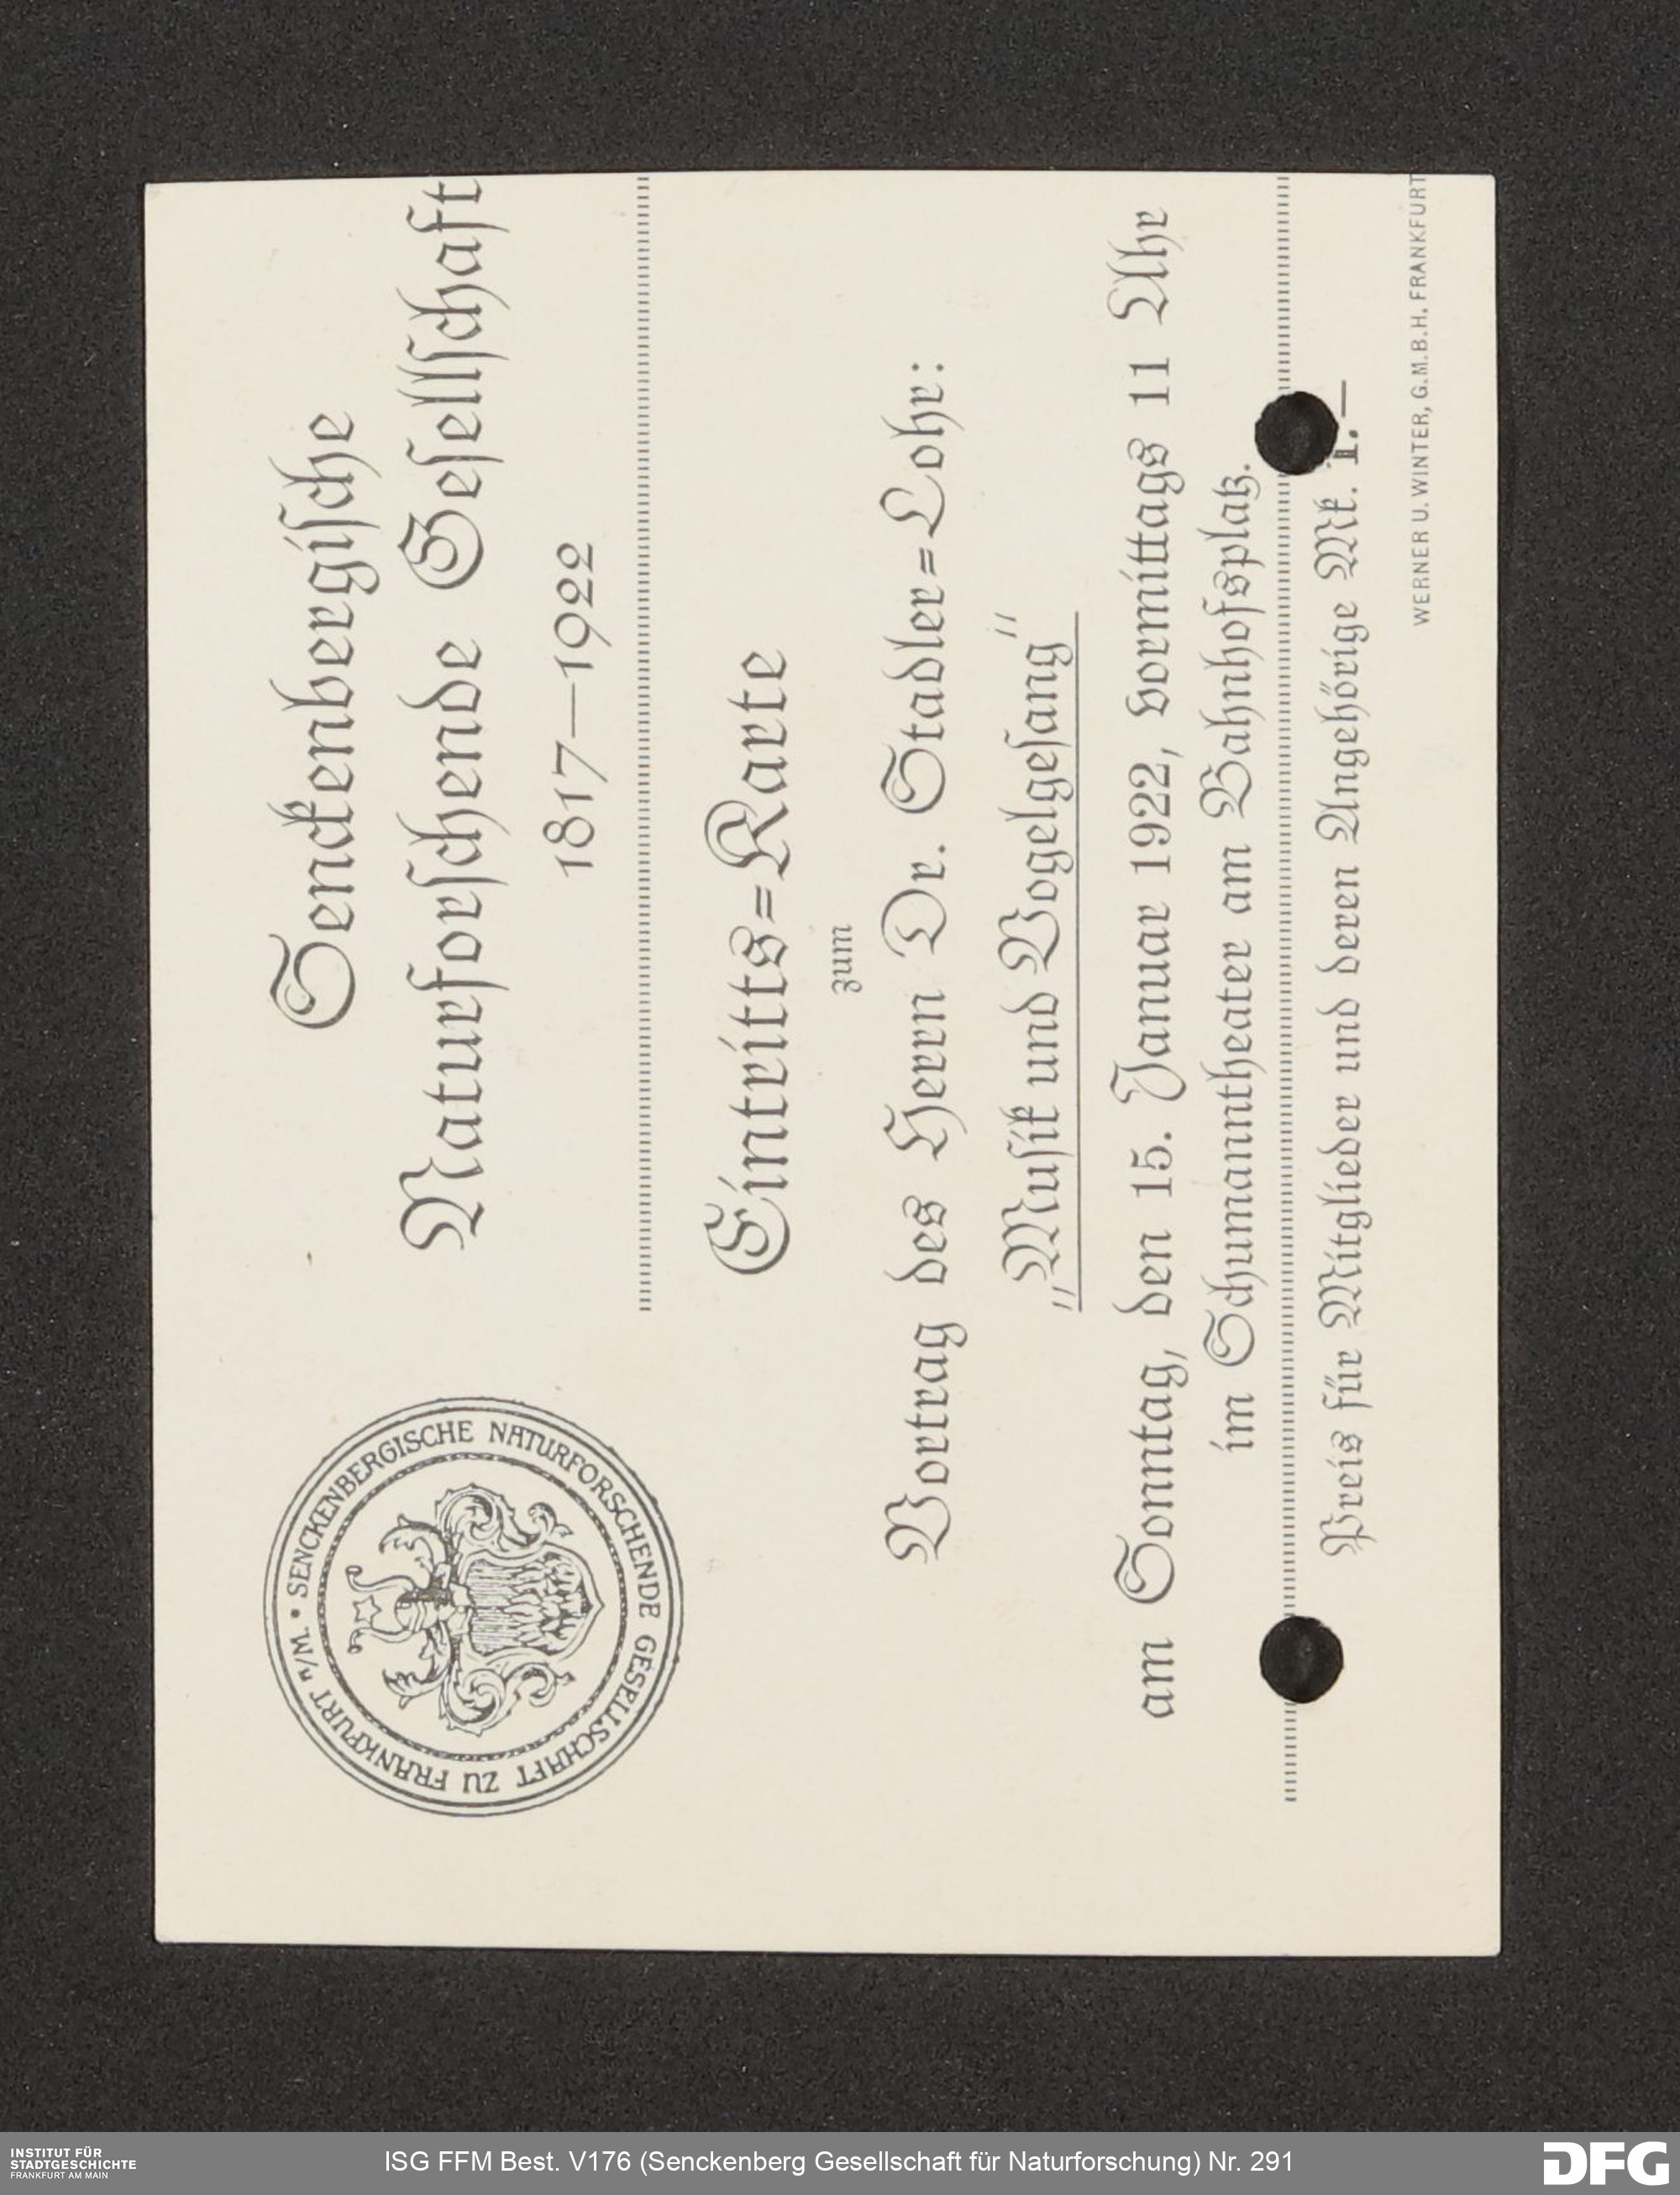 SENCKENBERGISCHE NATURFORSCHENDE GESELLSCHAFT ZU FRANKFURT a/M. •
Senckenbergische
Naturforschende Gesellschaft
1817—1922
Eintritts=Karte
zum
Vortrag des Herrn Dr. Stadler=Lohr:
„Musik und Vogelgesang“
am Sonntag, den 15. Januar 1922, vormittags 11 Uhr
im Schumanntheater am Bahnhofsplatz.
Preis für Mitglieder und deren Angehörige Mk. 1.—
WERNER U. WINTER, G.M.B.H. FRANKFURT
INSTITUT FÜR
STADTGESCHICHTE
FRANKFURT AM MAIN
ISG FFM Best. V176 (Senckenberg Gesellschaft für Naturforschung) Nr. 291
DFG